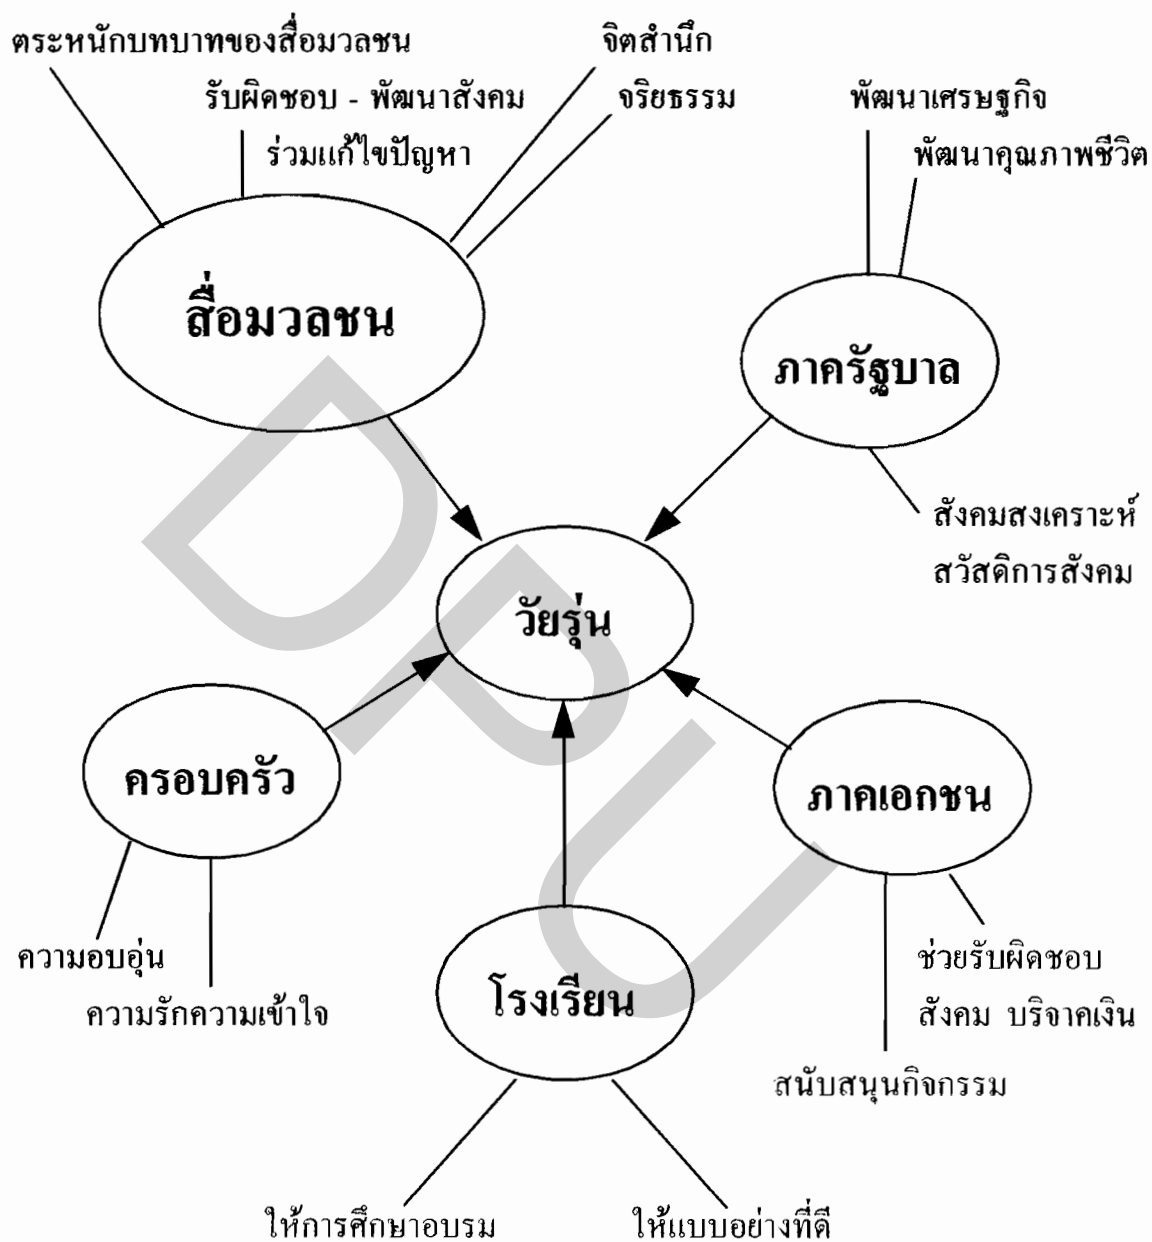 ตระหนักบทบาทของสื่อมวลชน
จิตสำนึก
รับผิดชอบ - พัฒนาสังคม
จริยธรรม
พัฒนาเศรษฐกิจ
ร่วมแก้ไขปัญหา
พัฒนาคุณภาพชีวิต
สื่อมวลชน
ภาครัฐบาล
สังคมสงเคราะห์
สวัสดิการสังคม
วัยรุ่น
ครอบครัว
ภาคเอกชน
ความอบอุ่น
ความรักความเข้าใจ
โรงเรียน
ช่วยรับผิดชอบ
สังคม บริจาคเงิน
สนับสนุนกิจกรรม
ให้การศึกษาอบรม
ให้แบบอย่างที่ดี
DPU